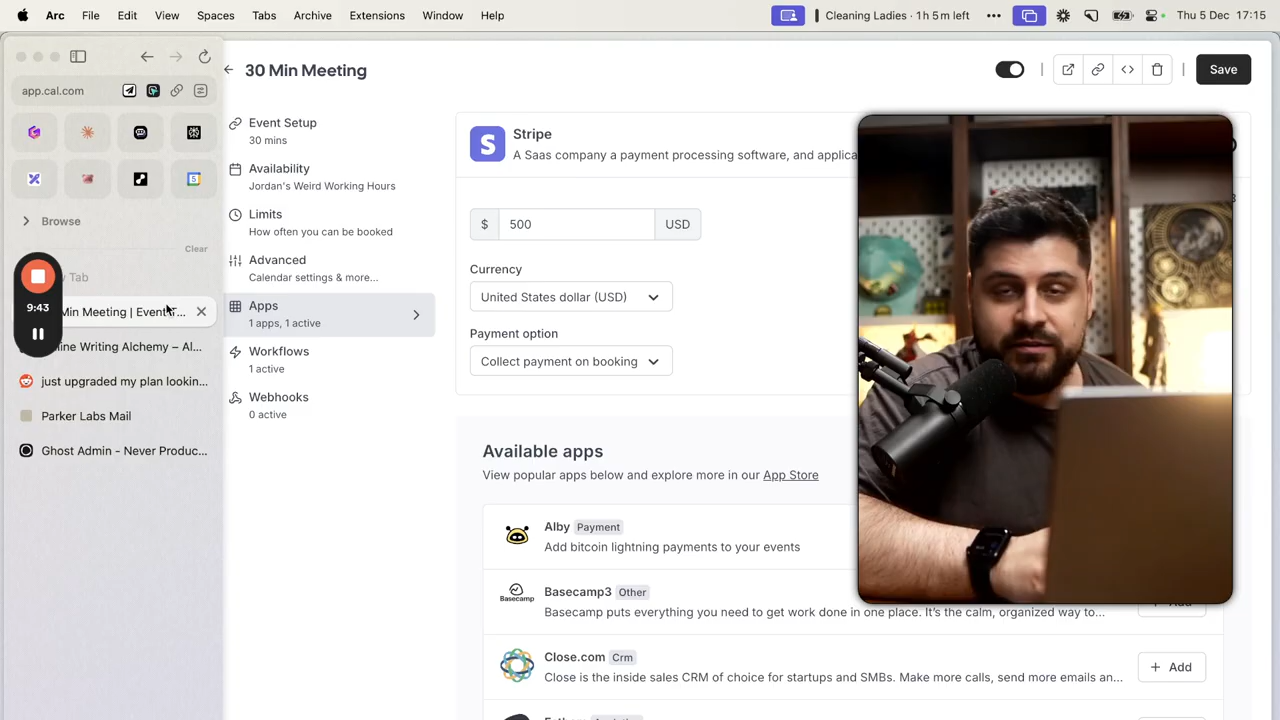 Arc File Edit View Spaces Tabs Archive Extensions Window Help
Cleaning Ladies · 1 h 5 m left ••• Thu 5 Dec 17:15
app.cal.com
Browse
Clear
Tab
9:43
Min Meeting | Event T...
ine Writing Alchemy – Al...
just upgraded my plan lookin...
Parker Labs Mail
Ghost Admin - Never Produc...
30 Min Meeting
Save
Event Setup
30 mins
Availability
Jordan's Weird Working Hours
Limits
How often you can be booked
Advanced
Calendar settings & more...
Apps
1 apps, 1 active
Workflows
1 active
Webhooks
0 active
Stripe
A Saas company a payment processing software, and applica
$ 500 USD
Currency
United States dollar (USD)
Payment option
Collect payment on booking
Available apps
View popular apps below and explore more in our App Store
Alby Payment
Add bitcoin lightning payments to your events
Basecamp3 Other
Basecamp puts everything you need to get work done in one place. It's the calm, organized way to...
Basecamp
Close.com Crm
Close is the inside sales CRM of choice for startups and SMBs. Make more calls, send more emails an...
+ Add